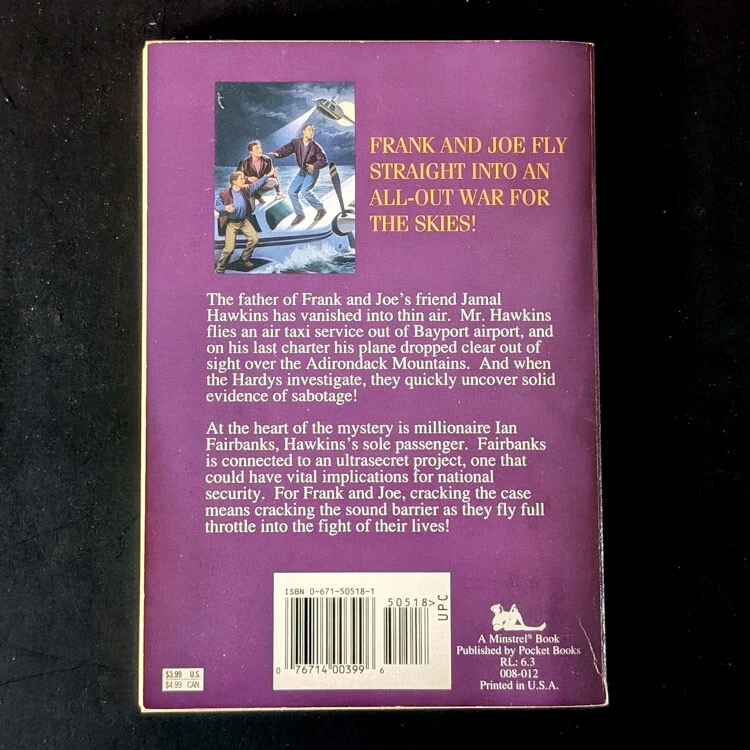 FRANK AND JOE FLY
STRAIGHT INTO AN
ALL-OUT WAR FOR
THE SKIES!
The father of Frank and Joe's friend Jamal
Hawkins has vanished into thin air. Mr. Hawkins
flies an air taxi service out of Bayport airport, and
on his last charter his plane dropped clear out of
sight over the Adirondack Mountains. And when
the Hardys investigate, they quickly uncover solid
evidence of sabotage!
At the heart of the mystery is millionaire Ian
Fairbanks, Hawkins's sole passenger. Fairbanks
is connected to an ultrasecret project, one that
could have vital implications for national
security. For Frank and Joe, cracking the case
means cracking the sound barrier as they fly full
throttle into the fight of their lives!
ISBN 0-671-50518-1
50518>
UPC
0 76714 00399 6
$3.99 U.S.
$4.99 CAN.
A Minstrel® Book
Published by Pocket Books
RL: 6.3
008-012
Printed in U.S.A.